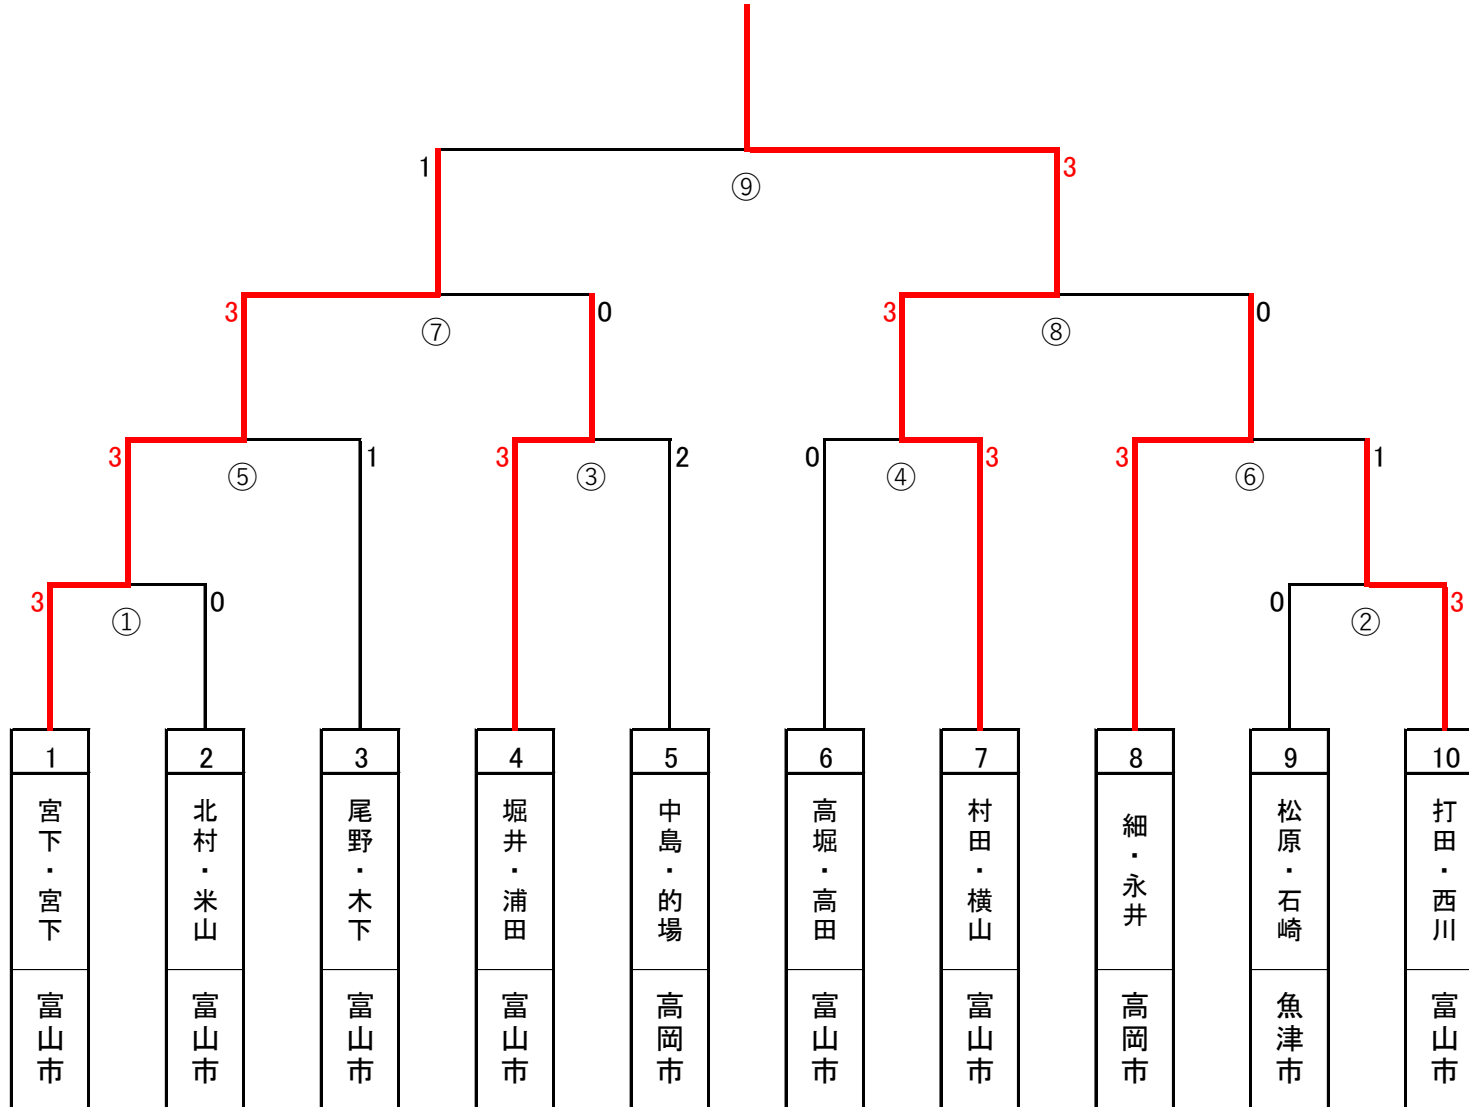 1
3
⑨
3
0
3
0
⑦
⑧
3
1
3
2
0
3
3
1
⑤
③
④
⑥
3
0
0
3
①
②
1
2
3
4
5
6
7
8
9
10
宮下・宮下
北村・米山
尾野・木下
堀井・浦田
中島・的場
高堀・高田
村田・横山
細・永井
松原・石崎
打田・西川
富山市
富山市
富山市
富山市
高岡市
富山市
富山市
高岡市
魚津市
富山市